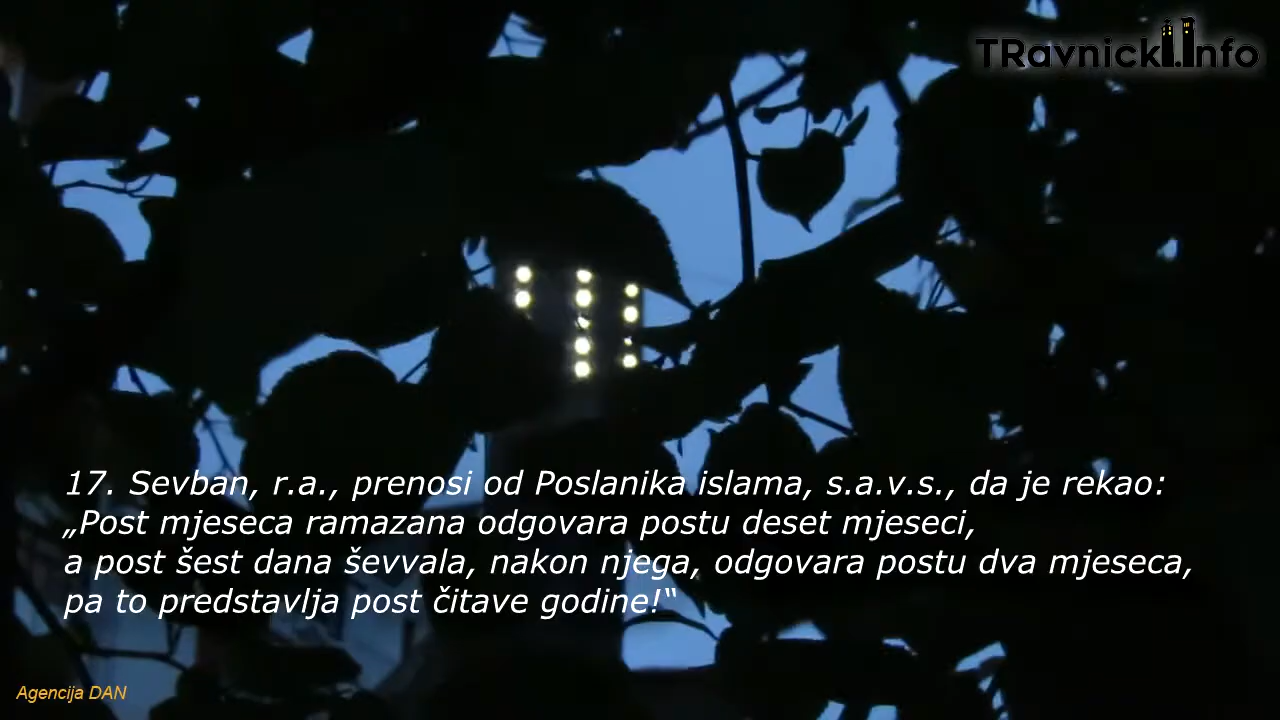 TRavnicki.Info
17. Sevban, r.a., prenosi od Poslanika islama, s.a.v.s., da je rekao:
„Post mjeseca ramazana odgovara postu deset mjeseci,
a post šest dana ševvala, nakon njega, odgovara postu dva mjeseca,
pa to predstavlja post čitave godine!“
Agencija DAN